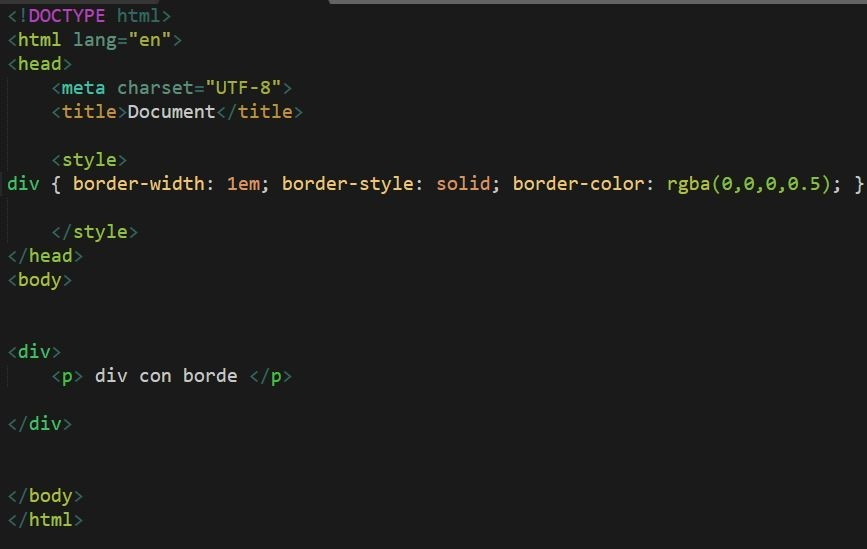 <!DOCTYPE html>
<html lang="en">
<head>
    <meta charset="UTF-8">
    <title>Document</title>

    <style>
div { border-width: 1em; border-style: solid; border-color: rgba(0,0,0,0.5); }

    </style>
</head>
<body>


<div>
    <p> div con borde </p>

</div>


</body>
</html>